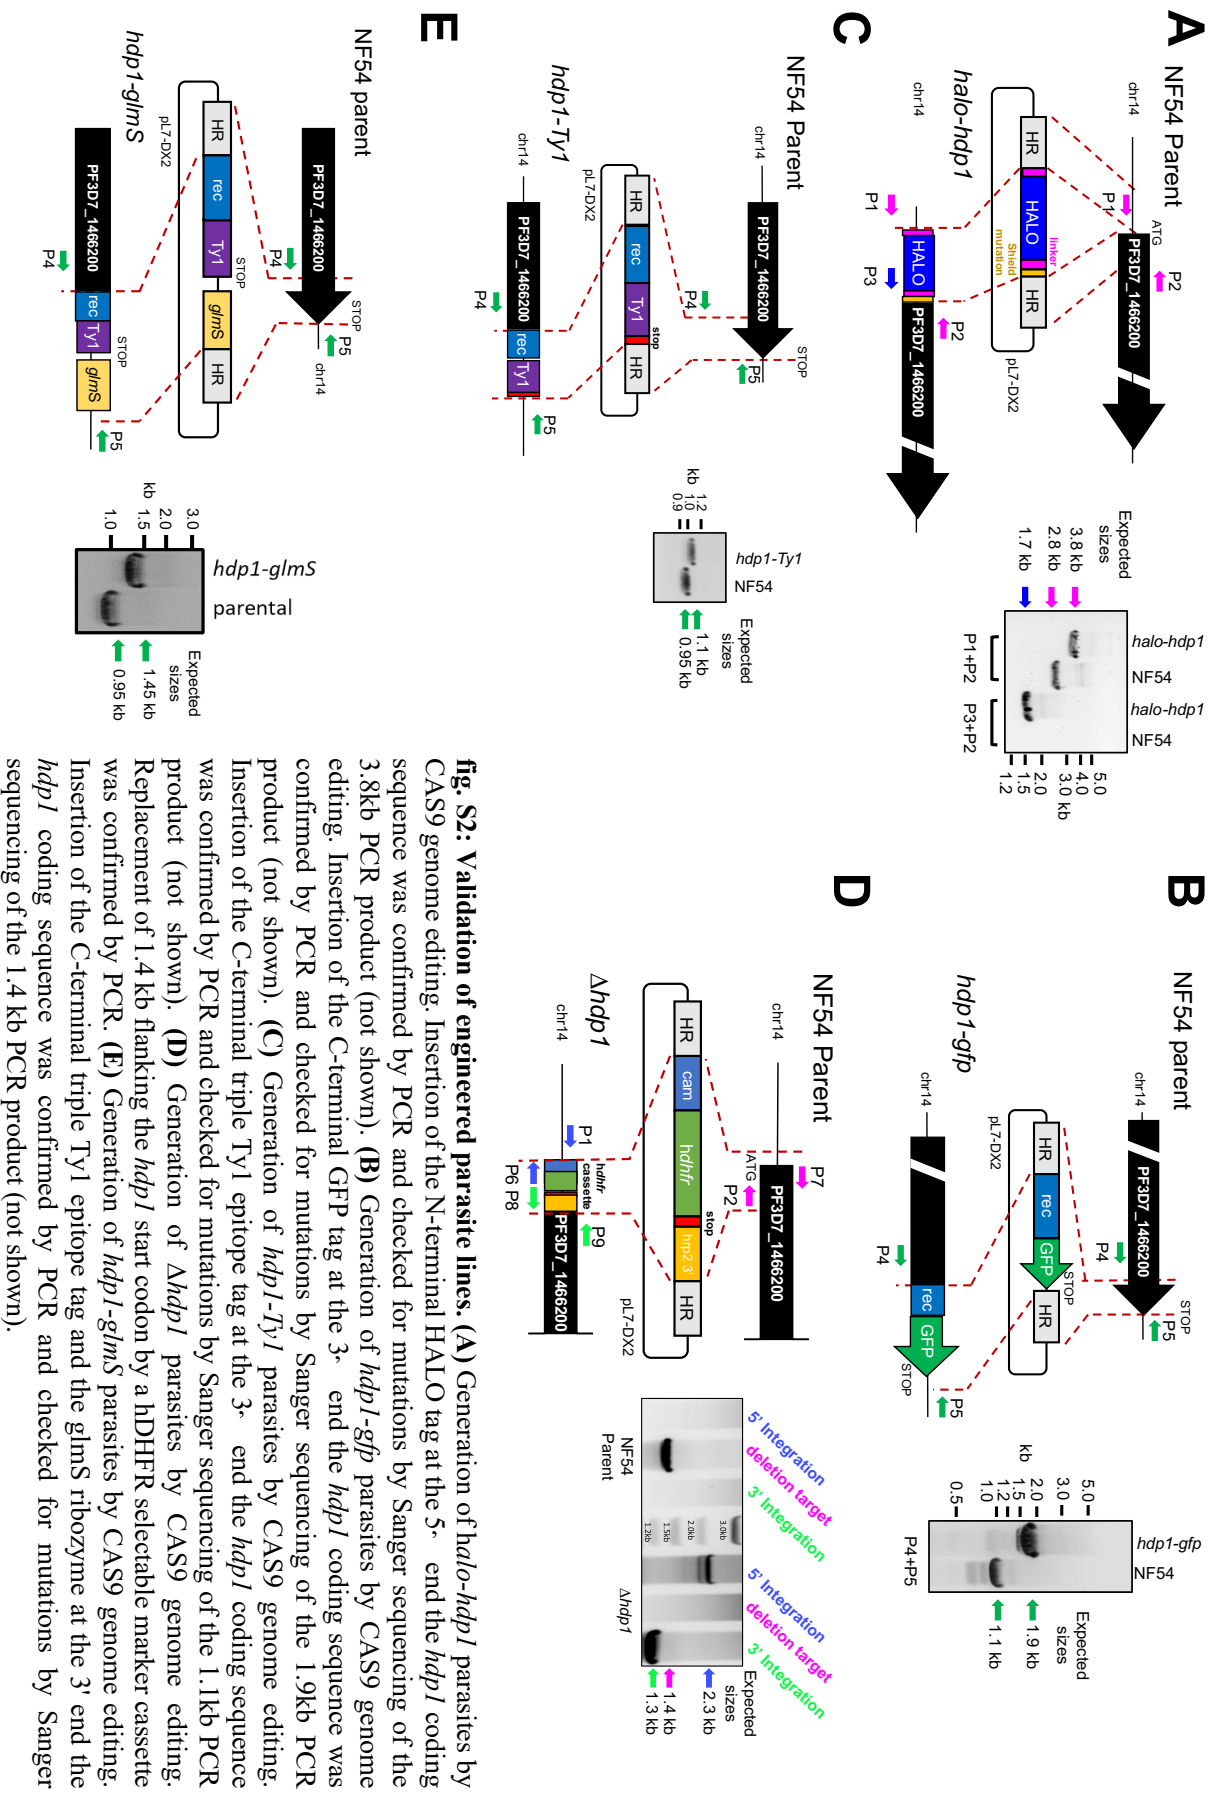 A
NF54 Parent
chr14
P1
ATG
P2
PF3D7_1466200
HR
HALO
linker
Shield
mutation
HR
pL7-DX2
halo-hdp1
chr14
P1
HALO
P3
P2
PF3D7_1466200
Expected
sizes
3.8 kb
2.8 kb
1.7 kb
halo-hdp1
NF54
halo-hdp1
NF54
P1+P2
P3+P2
5.0
4.0
3.0 kb
2.0
1.5
1.2
B
NF54 parent
chr14
PF3D7_1466200
P4
STOP
P5
HR
rec
GFP
STOP
HR
pL7-DX2
hdp1-gfp
chr14
P4
rec
GFP
STOP
P5
kb
5.0
3.0
2.0
1.5
1.2
1.0
0.5
hdp1-gfp
NF54
P4+P5
Expected
sizes
1.9 kb
1.1 kb
C
NF54 Parent
chr14
PF3D7_1466200
STOP
P4
P5
HR
rec
Ty1
stop
HR
pL7-DX2
hdp1-Ty1
chr14
PF3D7_1466200
rec
Ty1
P4
P5
kb
1.2
1.0
0.9
hdp1-Ty1
NF54
Expected
sizes
1.1 kb
0.95 kb
D
NF54 Parent
chr14
P7
PF3D7_1466200
ATG
P2
HR
cam
hdhfr
stop
hrp2 3'
HR
pL7-DX2
Δhdp1
chr14
P1
hdhfr
cassette
PF3D7_1466200
P6
P8
P9
5' Integration
deletion target
3' Integration
5' Integration
deletion target
3' Integration
3.0kb
2.0kb
1.5kb
1.2kb
NF54
Parent
Δhdp1
Expected
sizes
2.3 kb
1.4 kb
1.3 kb
E
NF54 parent
PF3D7_1466200
STOP
chr14
P4
P5
HR
rec
Ty1
STOP
glmS
HR
pL7-DX2
hdp1-glmS
PF3D7_1466200
rec
Ty1
STOP
glmS
P4
P5
kb
3.0
2.0
1.5
1.0
hdp1-glmS
parental
Expected
sizes
1.45 kb
0.95 kb
fig. S2: Validation of engineered parasite lines. (A) Generation of halo-hdp1 parasites by
CAS9 genome editing. Insertion of the N-terminal HALO tag at the 5' end the hdp1 coding
sequence was confirmed by PCR and checked for mutations by Sanger sequencing of the
3.8kb PCR product (not shown). (B) Generation of hdp1-gfp parasites by CAS9 genome
editing. Insertion of the C-terminal GFP tag at the 3' end the hdp1 coding sequence was
confirmed by PCR and checked for mutations by Sanger sequencing of the 1.9kb PCR
product (not shown). (C) Generation of hdp1-Ty1 parasites by CAS9 genome editing.
Insertion of the C-terminal triple Ty1 epitope tag at the 3' end the hdp1 coding sequence
was confirmed by PCR and checked for mutations by Sanger sequencing of the 1.1kb PCR
product (not shown). (D) Generation of Δhdp1 parasites by CAS9 genome editing.
Replacement of 1.4 kb flanking the hdp1 start codon by a hDHFR selectable marker cassette
was confirmed by PCR. (E) Generation of hdp1-glmS parasites by CAS9 genome editing.
Insertion of the C-terminal triple Ty1 epitope tag and the glmS ribozyme at the 3' end the
hdp1 coding sequence was confirmed by PCR and checked for mutations by Sanger
sequencing of the 1.4 kb PCR product (not shown).